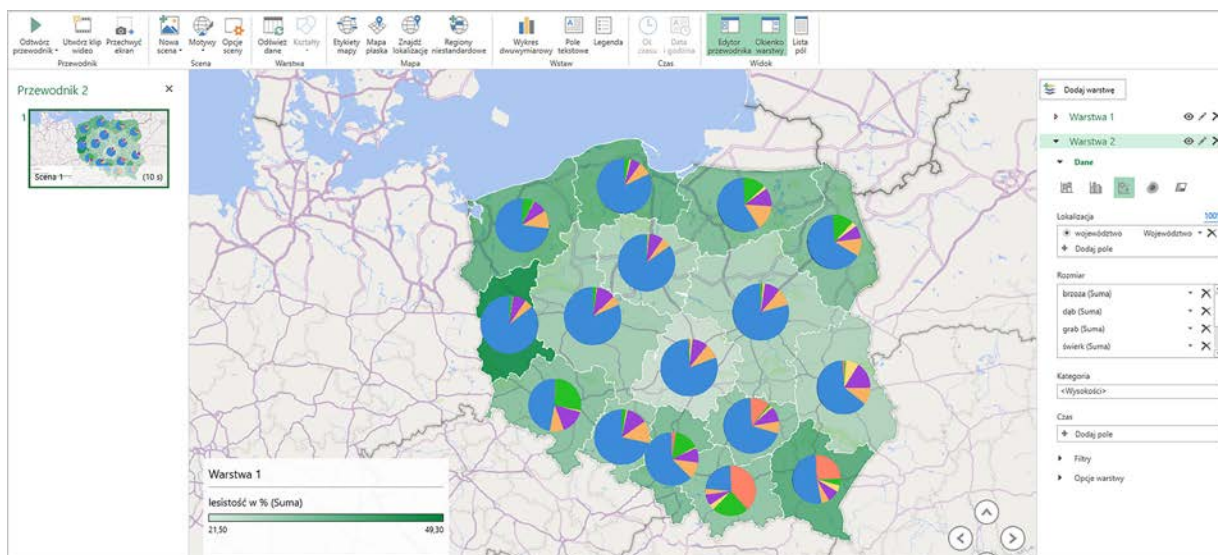 Odtwórz przewodnik
Utwórz klip wideo
Przechwyć ekran
Nowa scena
Motywy
Opcje sceny
Odśwież dane
Kształty
Etykiety mapy
Mapa płaska
Znajdź lokalizacje
Regiony niestandardowe
Wykres dwuwymiarowy
Pole tekstowe
Legenda
Oś czasu
Data i godzina
Edytor przewodnika
Okienko warstwy
Lista pól
Przewodnik
Scena
Warstwa
Mapa
Wstaw
Czas
Widok
Przewodnik 2
1
Scena 1
(10 s)
Warstwa 1
lesistość w % (Suma)
21,50
49,30
Dodaj warstwę
Warstwa 1
Warstwa 2
Dane
Lokalizacja
województwo
Województwo
Dodaj pole
Rozmiar
brzoza (Suma)
dąb (Suma)
grab (Suma)
świerk (Suma)
Kategoria
<Wysokości>
Czas
Dodaj pole
Filtry
Opcje warstwy